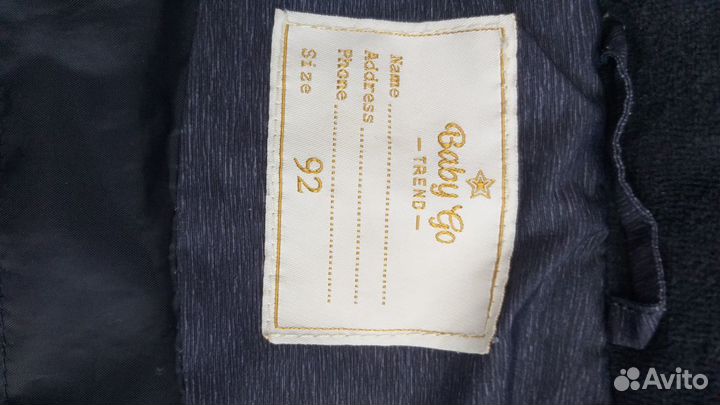 Baby Go
— TREND —
Name ....................
Address ....................
Phone ....................
Size 92
Avito